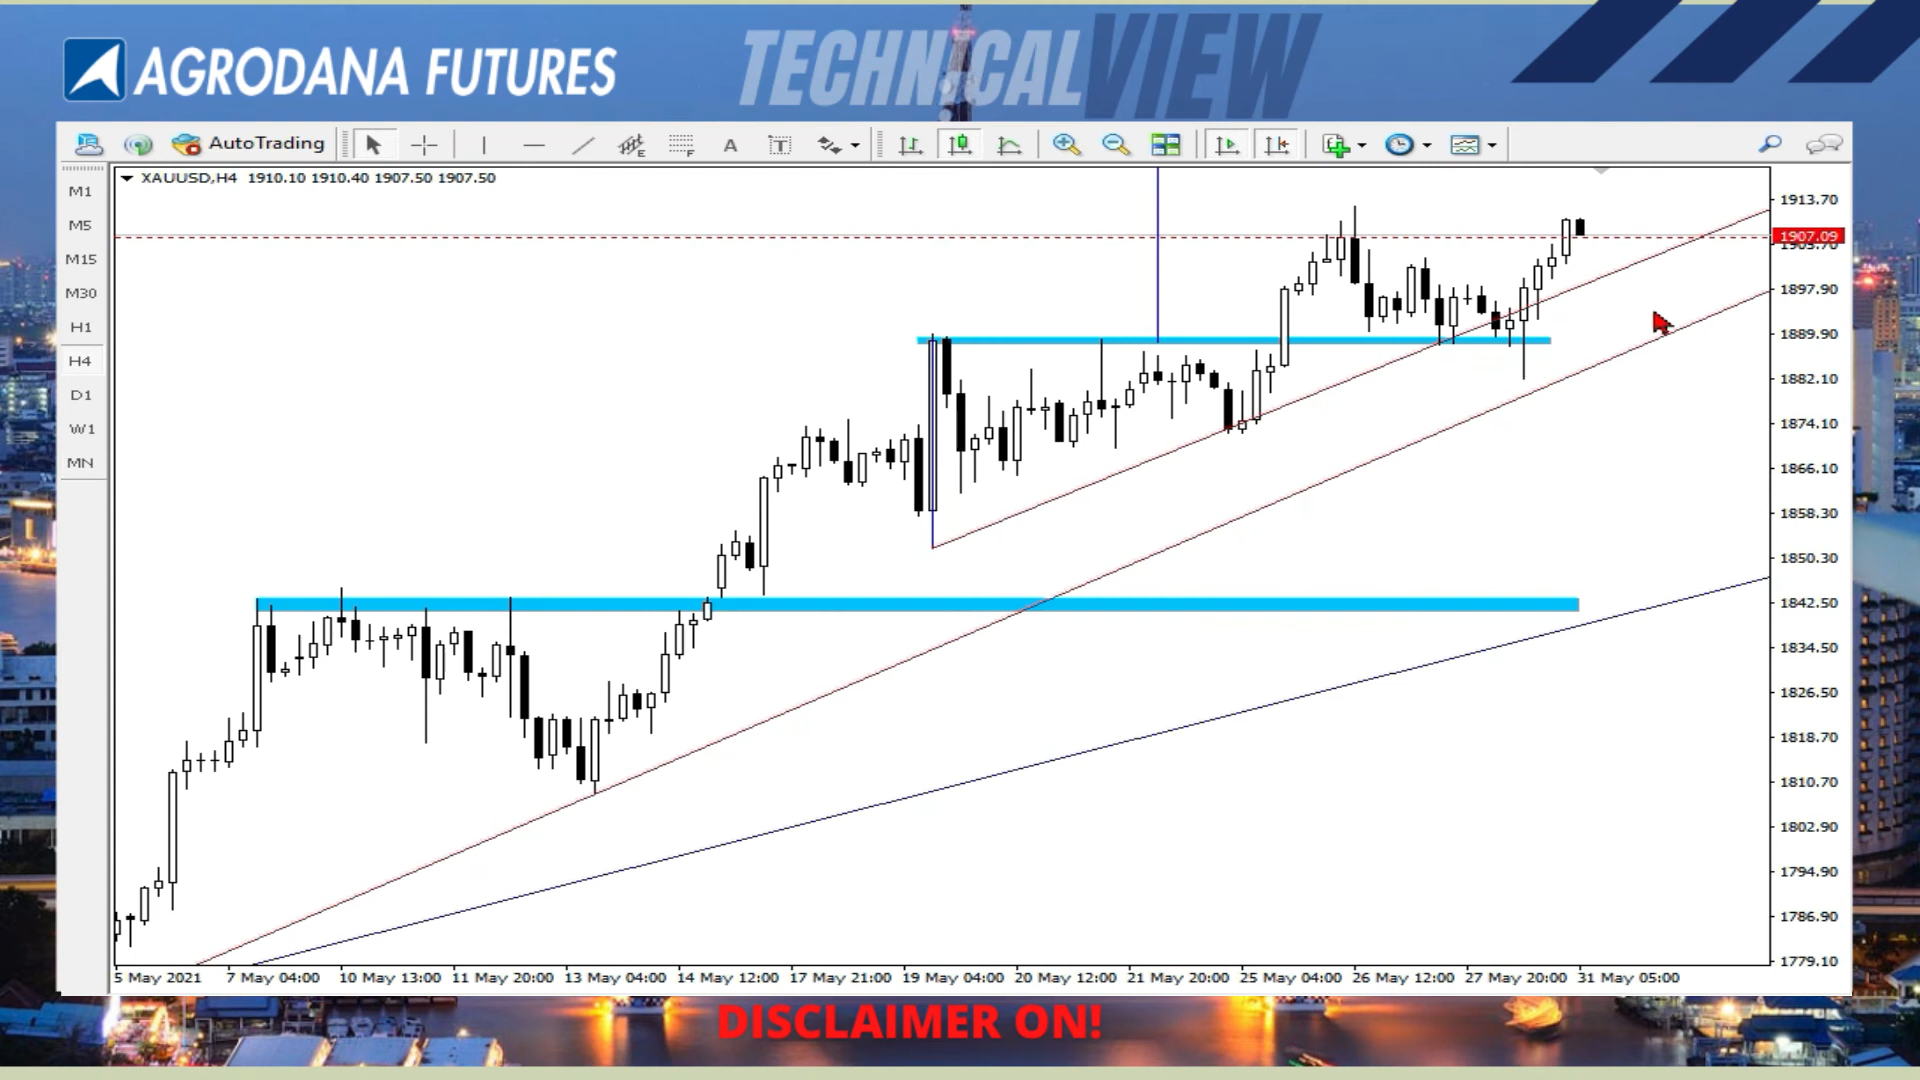 AGRODANA FUTURES
TECHNICAL VIEW
AutoTrading
E
F
A
T
M1
M5
M15
M30
H1
H4
D1
W1
MN
XAUUSD,H4 1910.10 1910.40 1907.50 1907.50
1913.70
1907.09
1897.90
1889.90
1882.10
1874.10
1866.10
1858.30
1850.30
1842.50
1834.50
1826.50
1818.70
1810.70
1802.90
1794.90
1786.90
1779.10
5 May 2021 7 May 04:00 10 May 13:00 11 May 20:00 13 May 04:00 14 May 12:00 17 May 21:00 19 May 04:00 20 May 12:00 21 May 20:00 25 May 04:00 26 May 12:00 27 May 20:00 31 May 05:00
DISCLAIMER ON!